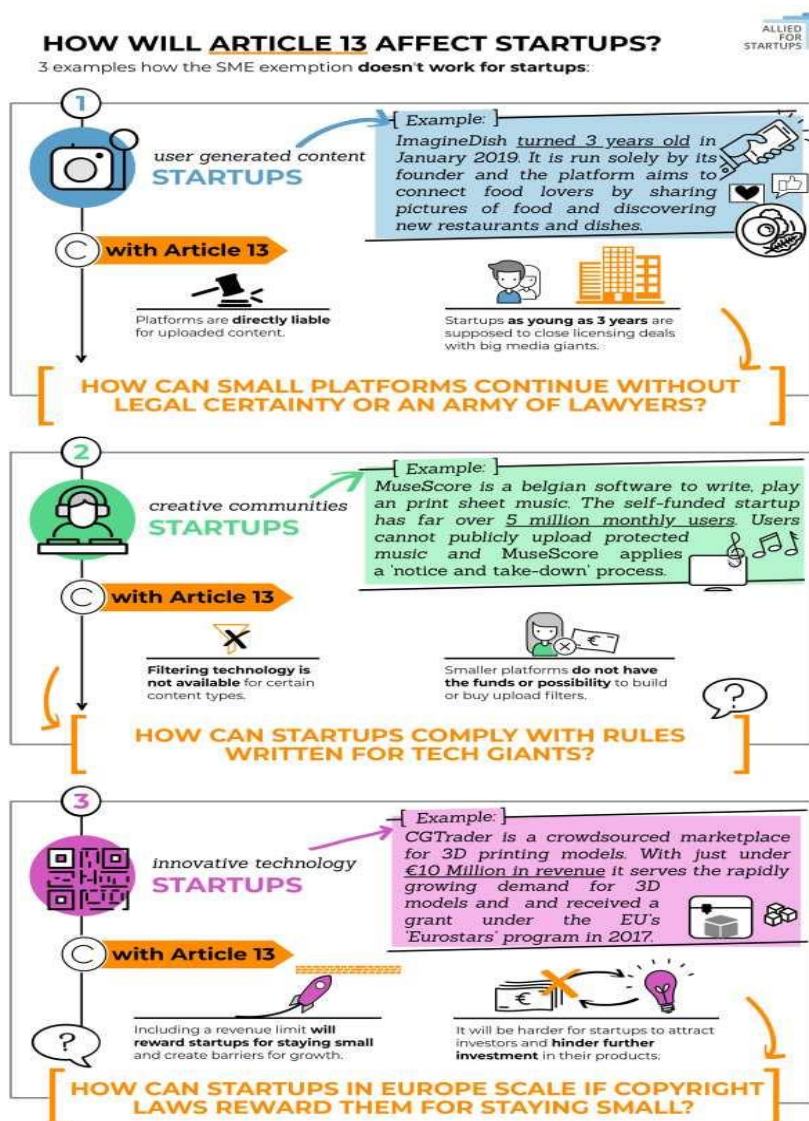 HOW WILL ARTICLE 13 AFFECT STARTUPS?
ALLIED
FOR
STARTUPS
3 examples how the SME exemption doesn't work for startups:
1
user generated content
STARTUPS
[ Example: ]
ImagineDish turned 3 years old in
January 2019. It is run solely by its
founder and the platform aims to
connect food lovers by sharing
pictures of food and discovering
new restaurants and dishes.
C with Article 13
Platforms are directly liable
for uploaded content.
Startups as young as 3 years are
supposed to close licensing deals
with big media giants.
HOW CAN SMALL PLATFORMS CONTINUE WITHOUT
LEGAL CERTAINTY OR AN ARMY OF LAWYERS?
2
creative communities
STARTUPS
[ Example: ]
MuseScore is a belgian software to write, play
an print sheet music. The self-funded startup
has far over 5 million monthly users. Users
cannot publicly upload protected
music and MuseScore applies
a 'notice and take-down' process.
C with Article 13
Filtering technology is
not available for certain
content types.
€
Smaller platforms do not have
the funds or possibility to build
or buy upload filters.
?
HOW CAN STARTUPS COMPLY WITH RULES
WRITTEN FOR TECH GIANTS?
3
innovative technology
STARTUPS
[ Example: ]
CGTrader is a crowdsourced marketplace
for 3D printing models. With just under
€10 Million in revenue it serves the rapidly
growing demand for 3D
models and and received a
grant under the EU's
'Eurostars' program in 2017.
C with Article 13
?
Including a revenue limit will
reward startups for staying small
and create barriers for growth.
€
It will be harder for startups to attract
investors and hinder further
investment in their products.
HOW CAN STARTUPS IN EUROPE SCALE IF COPYRIGHT
LAWS REWARD THEM FOR STAYING SMALL?